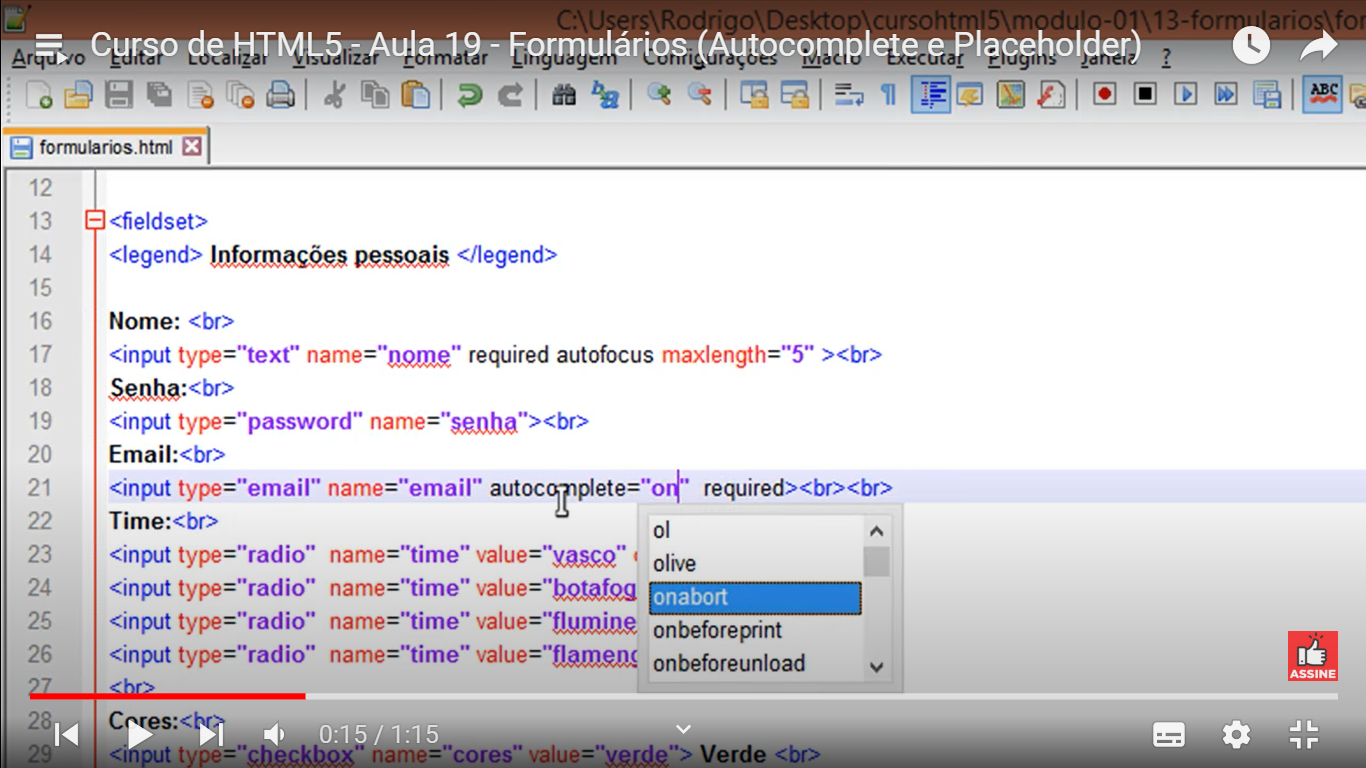 C:\Users\Rodrigo\Desktop\cursohtml5\modulo-01\13-formularios\for
Curso de HTML5 - Aula 19 - Formulários (Autocomplete e Placeholder)
Arquivo Editar Localizar Visualizar Formatar Linguagem Configurações Macro Executar Plugins Janela ?
ABC
formularios.html
12
13 <fieldset>
14 <legend> Informações pessoais </legend>
15
16 Nome: <br>
17 <input type="text" name="nome" required autofocus maxlength="5" ><br>
18 Senha:<br>
19 <input type="password" name="senha"><br>
20 Email:<br>
21 <input type="email" name="email" autocomplete="on" required><br><br>
22 Time:<br>
23 <input type="radio" name="time" value="vasco"
24 <input type="radio" name="time" value="botafog
25 <input type="radio" name="time" value="flumine
26 <input type="radio" name="time" value="flameng
27 <br>
28 Cores:<br>
29 <input type="checkbox" name="cores" value="verde"> Verde <br>
ol
olive
onabort
onbeforeprint
onbeforeunload
ASSINE
0:15 / 1:15